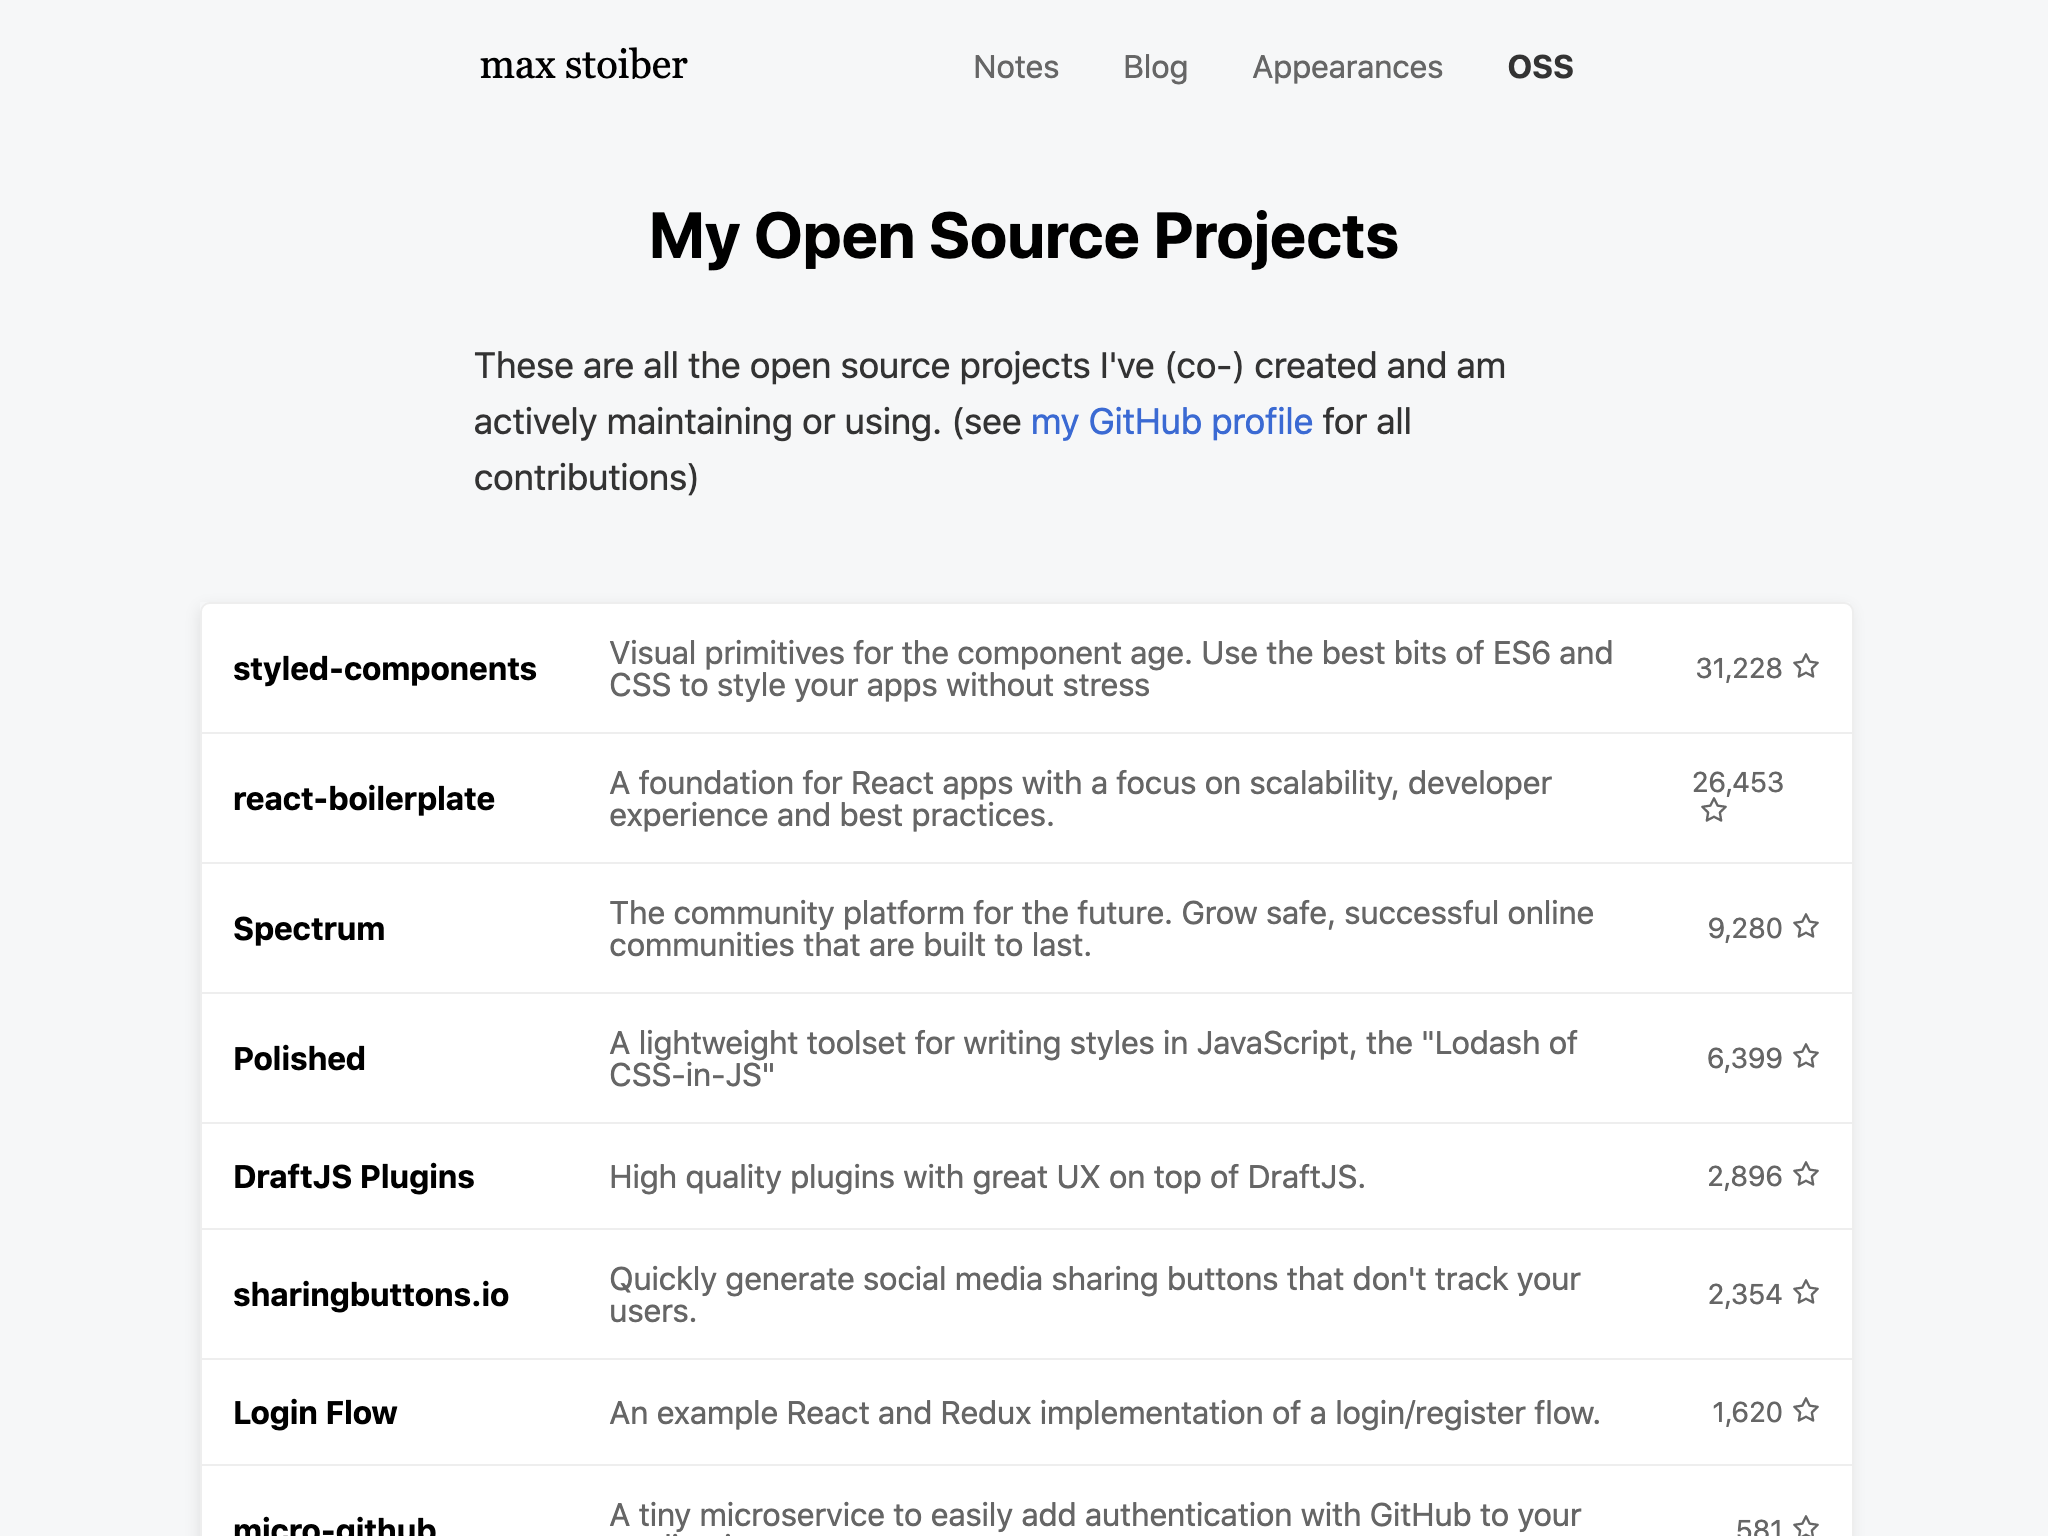 max stoiber
Notes Blog Appearances OSS
My Open Source Projects
These are all the open source projects I've (co-) created and am
actively maintaining or using. (see my GitHub profile for all
contributions)
styled-components
Visual primitives for the component age. Use the best bits of ES6 and
CSS to style your apps without stress
31,228
react-boilerplate
A foundation for React apps with a focus on scalability, developer
experience and best practices.
26,453
Spectrum
The community platform for the future. Grow safe, successful online
communities that are built to last.
9,280
Polished
A lightweight toolset for writing styles in JavaScript, the "Lodash of
CSS-in-JS"
6,399
DraftJS Plugins
High quality plugins with great UX on top of DraftJS.
2,896
sharingbuttons.io
Quickly generate social media sharing buttons that don't track your
users.
2,354
Login Flow
An example React and Redux implementation of a login/register flow.
1,620
micro-github
A tiny microservice to easily add authentication with GitHub to your
581